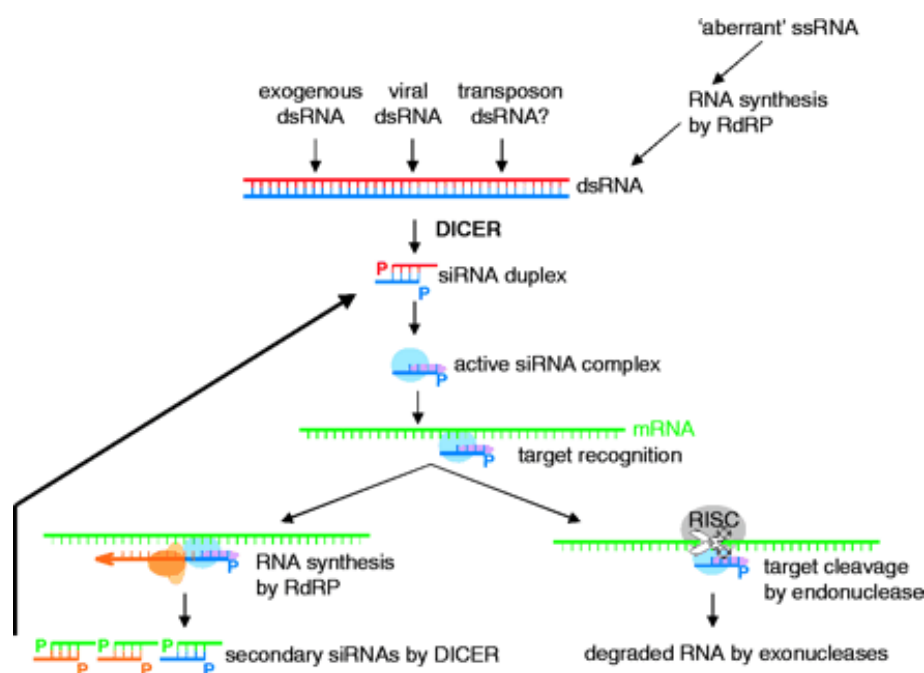 'aberrant' ssRNA
exogenous
dsRNA
viral
dsRNA
transposon
dsRNA?
RNA synthesis
by RdRP
dsRNA
DICER
P
siRNA duplex
P
active siRNA complex
P
mRNA
P
target recognition
RISC
P
RNA synthesis
by RdRP
P
target cleavage
by endonuclease
P
P
P
secondary siRNAs by DICER
P
P
P
degraded RNA by exonucleases